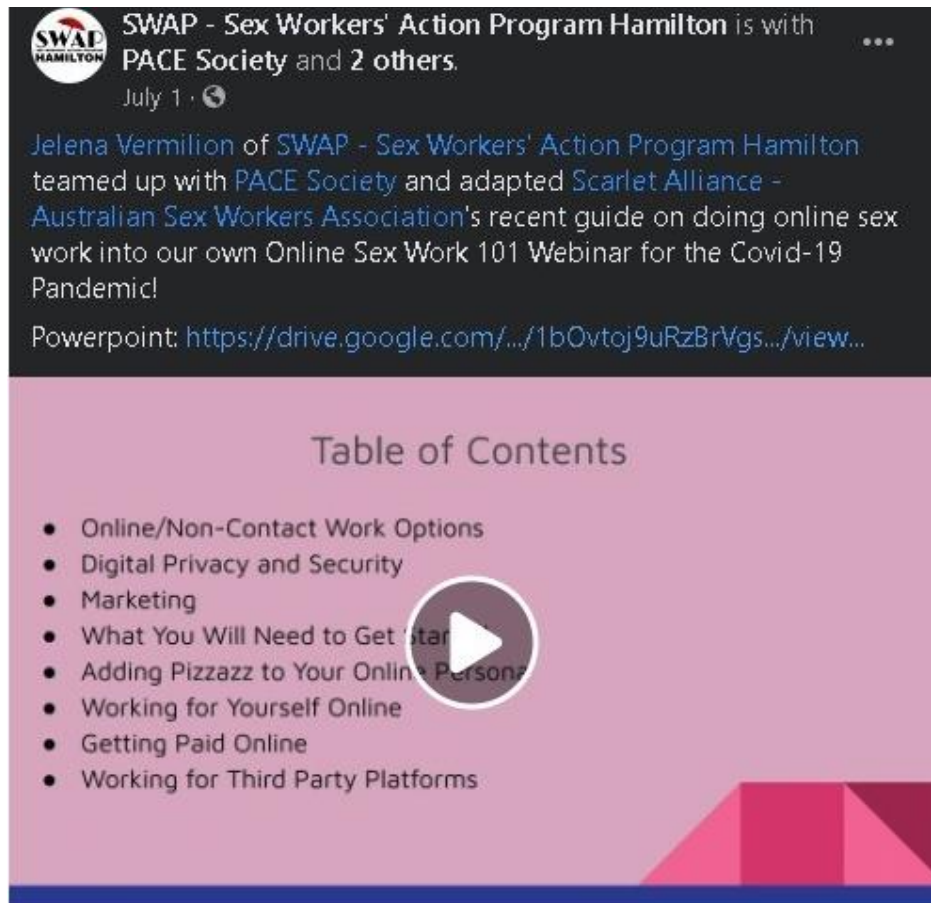 SWAP
HAMILTON
SWAP - Sex Workers' Action Program Hamilton is with
PACE Society and 2 others.
July 1 ·
Jelena Vermilion of SWAP - Sex Workers' Action Program Hamilton
teamed up with PACE Society and adapted Scarlet Alliance -
Australian Sex Workers Association's recent guide on doing online sex
work into our own Online Sex Work 101 Webinar for the Covid-19
Pandemic!
Powerpoint: https://drive.google.com/.../1bOvtoj9uRzBrVgs.../view...
Table of Contents
• Online/Non-Contact Work Options
• Digital Privacy and Security
• Marketing
• What You Will Need to Get
• Adding Pizzazz to Your Online Persona
• Working for Yourself Online
• Getting Paid Online
• Working for Third Party Platforms